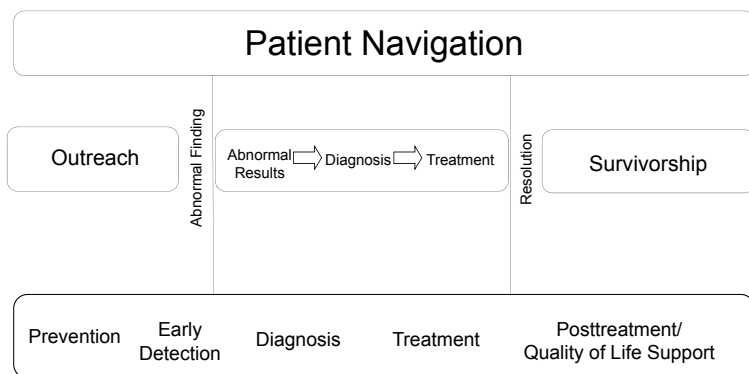 Patient Navigation
Outreach
Abnormal Finding
Abnormal
Results
Diagnosis
Treatment
Resolution
Survivorship
Prevention
Early
Detection
Diagnosis
Treatment
Posttreatment/
Quality of Life Support